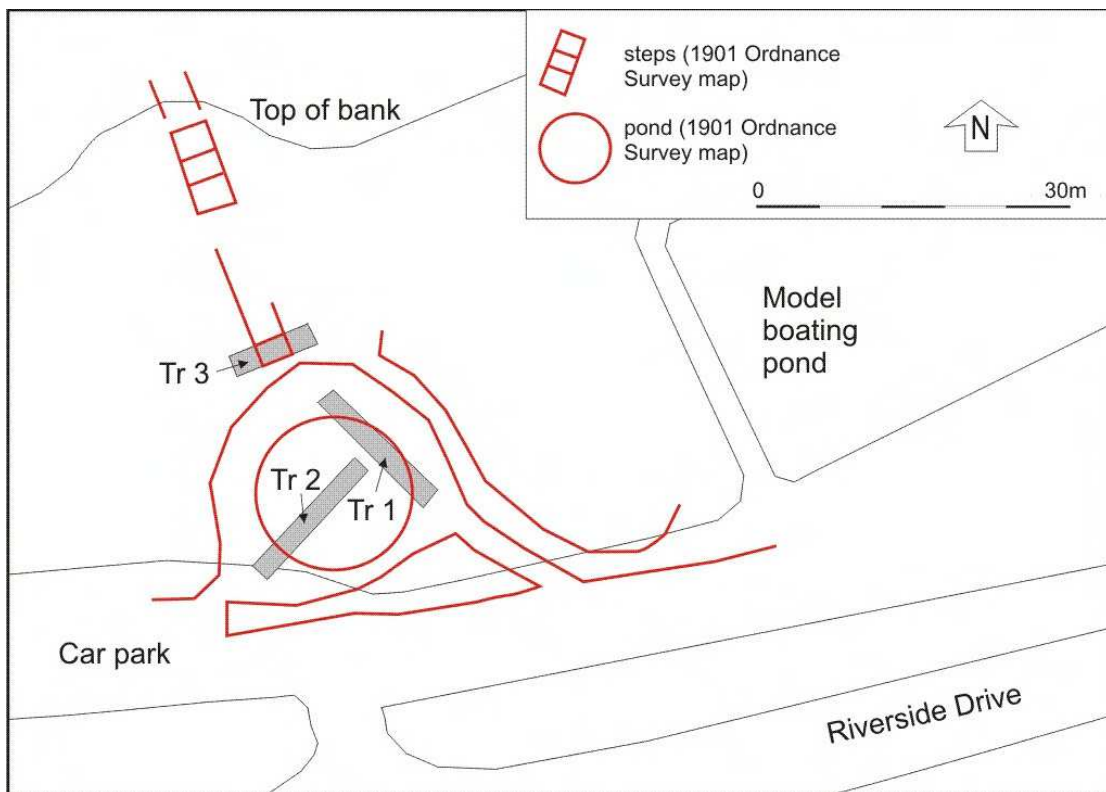 steps (1901 Ordnance
Survey map)
pond (1901 Ordnance
Survey map)
N
0 30m
Top of bank
Model
boating
pond
Tr 3
Tr 2
Tr 1
Car park
Riverside Drive